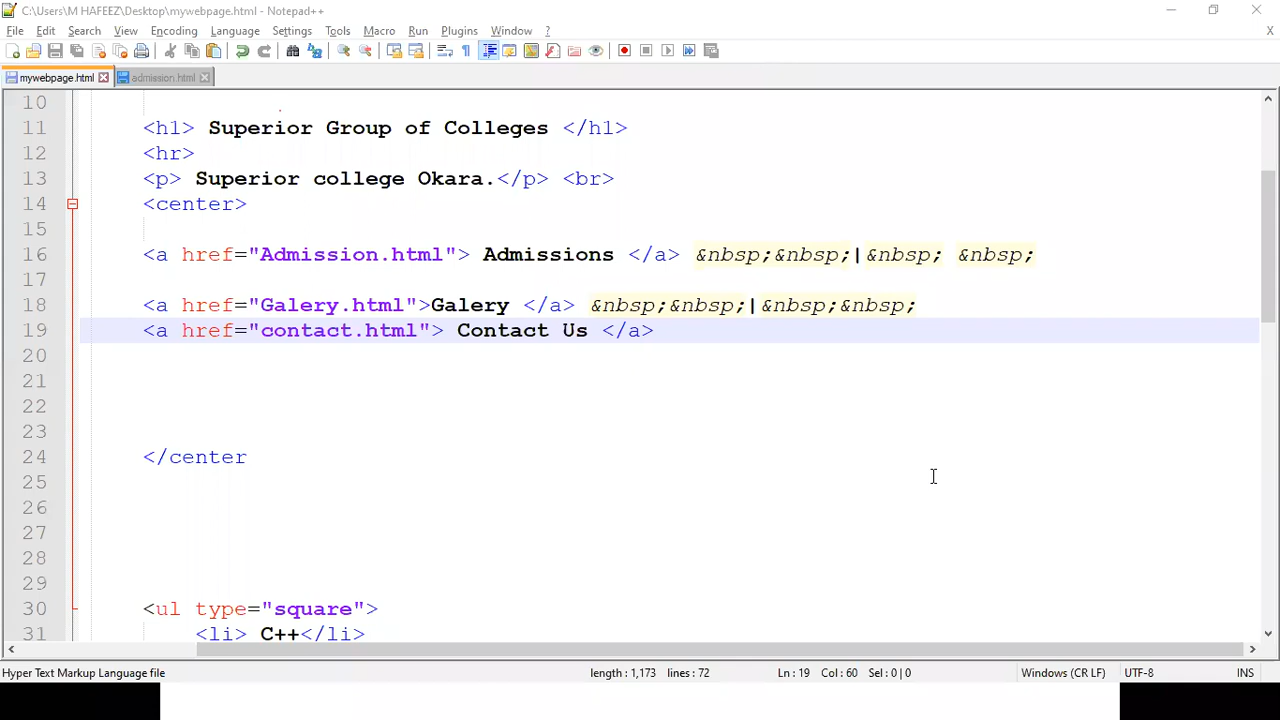 C:\Users\M HAFEEZ\Desktop\mywebpage.html - Notepad++
File Edit Search View Encoding Language Settings Tools Macro Run Plugins Window ? X
mywebpage.html admission.html
10
11 <h1> Superior Group of Colleges </h1>
12 <hr>
13 <p> Superior college Okara.</p> <br>
14 <center>
15
16 <a href="Admission.html"> Admissions </a> &nbsp;&nbsp;|&nbsp; &nbsp;
17
18 <a href="Galery.html">Galery </a> &nbsp;&nbsp;|&nbsp;&nbsp;
19 <a href="contact.html"> Contact Us </a>
20
21
22
23
24 </center
25
26
27
28
29
30 <ul type="square">
31 <li> C++</li>
Hyper Text Markup Language file length : 1,173 lines : 72 Ln : 19 Col : 60 Sel : 0 | 0 Windows (CR LF) UTF-8 INS